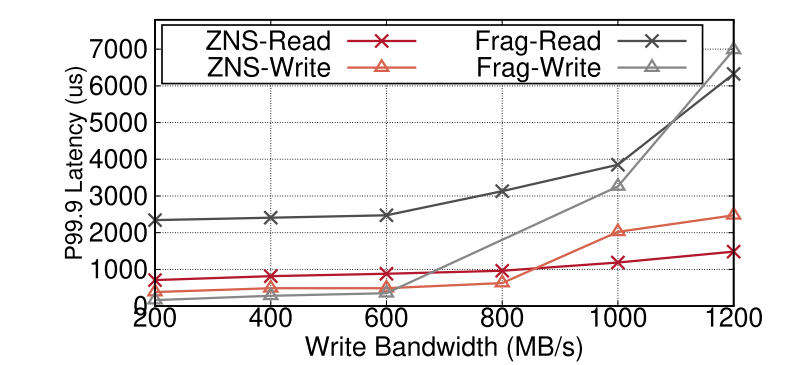 ZNS-Read
Frag-Read
ZNS-Write
Frag-Write
P99.9 Latency (us)
7000
6000
5000
4000
3000
2000
1000
0
200 400 600 800 1000 1200
Write Bandwidth (MB/s)